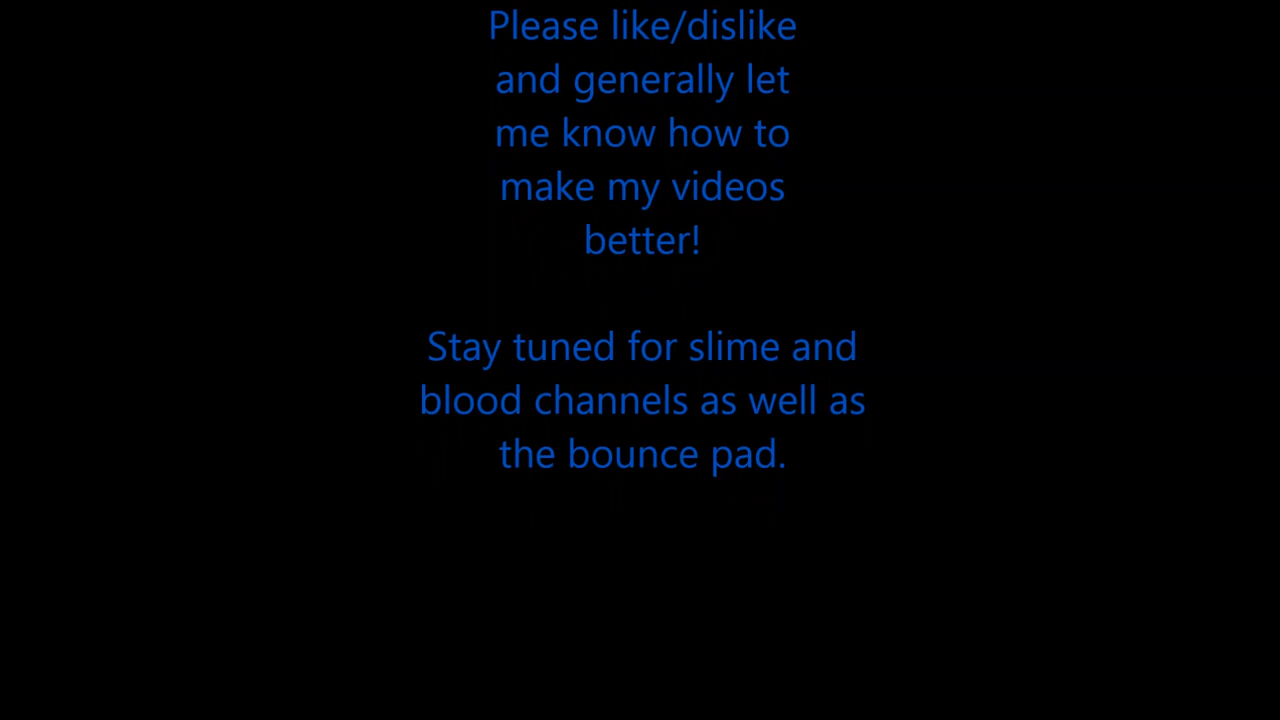 Please like/dislike
and generally let
me know how to
make my videos
better!
Stay tuned for slime and
blood channels as well as
the bounce pad.